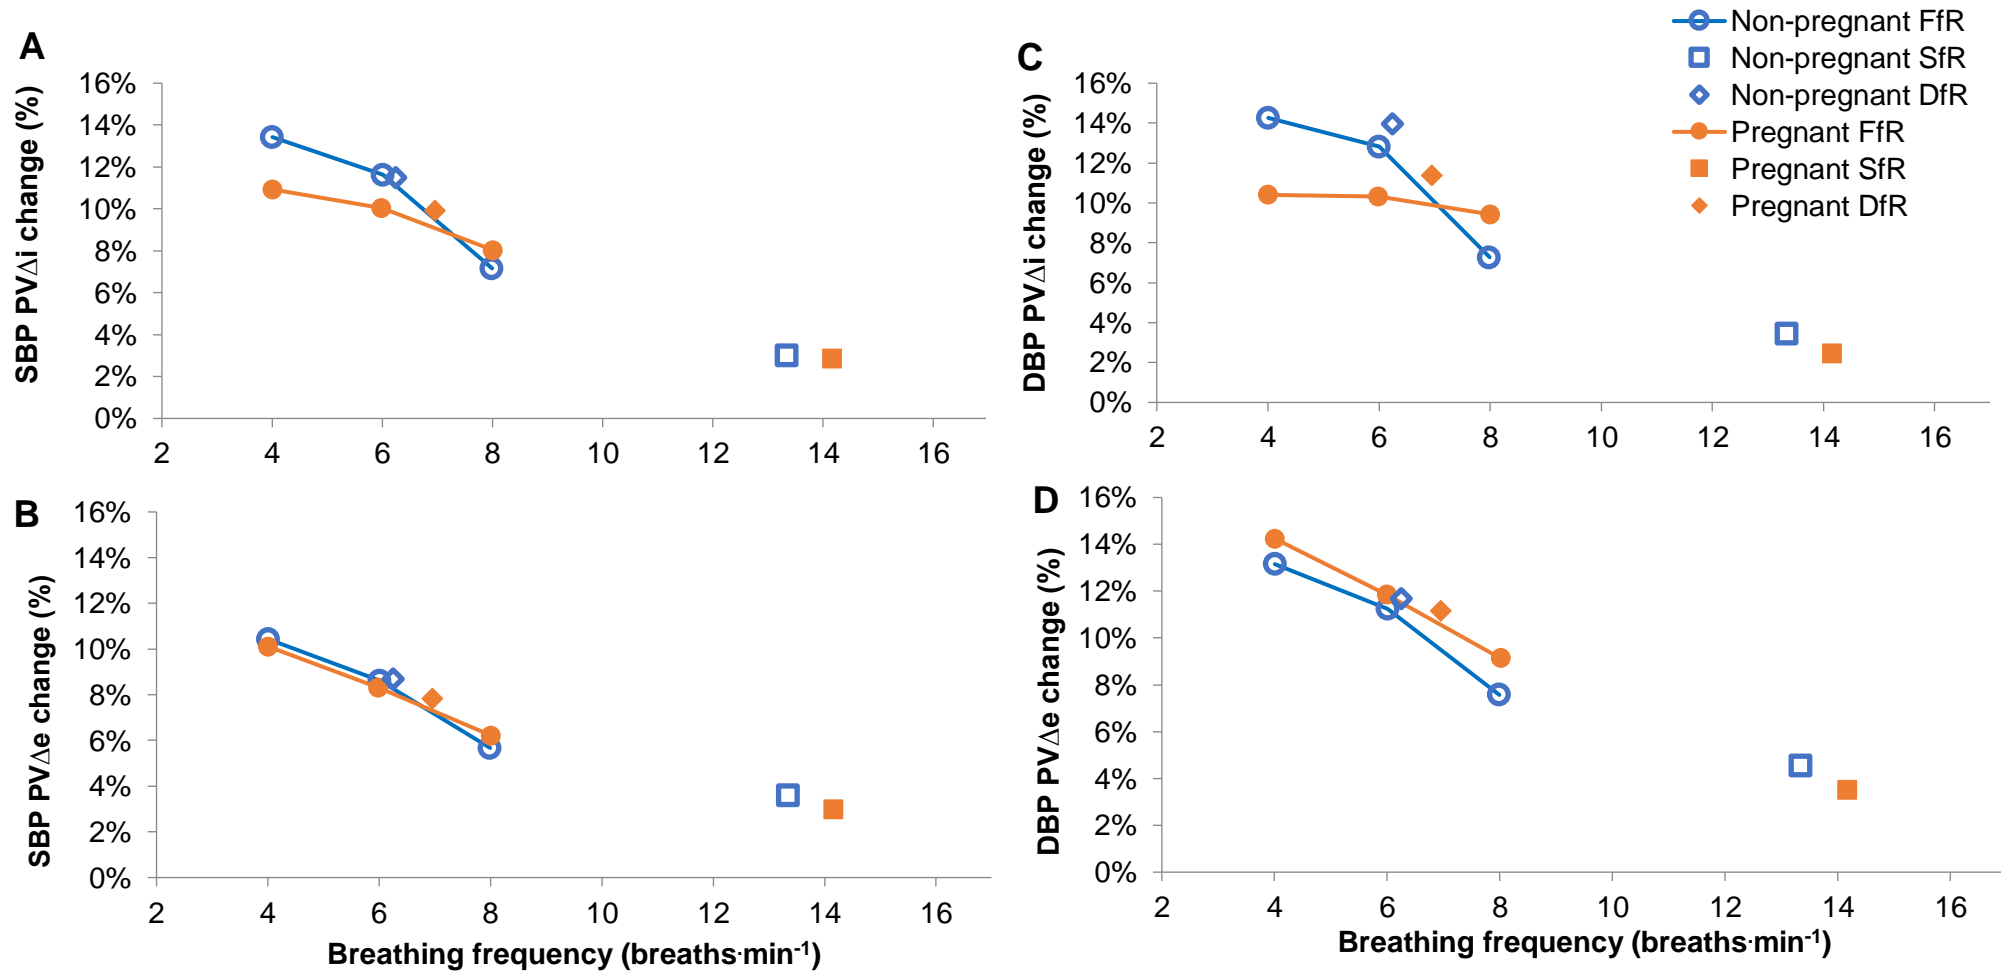 A
SBP PV∆i change (%)
16%
14%
12%
10%
8%
6%
4%
2%
0%
2 4 6 8 10 12 14 16
C
DBP PV∆i change (%)
16%
14%
12%
10%
8%
6%
4%
2%
0%
2 4 6 8 10 12 14 16
Non-pregnant FfR
Non-pregnant SfR
Non-pregnant DfR
Pregnant FfR
Pregnant SfR
Pregnant DfR
B
SBP PV∆e change (%)
16%
14%
12%
10%
8%
6%
4%
2%
0%
2 4 6 8 10 12 14 16
Breathing frequency (breaths·min⁻¹)
D
DBP PV∆e change (%)
16%
14%
12%
10%
8%
6%
4%
2%
0%
2 4 6 8 10 12 14 16
Breathing frequency (breaths·min⁻¹)